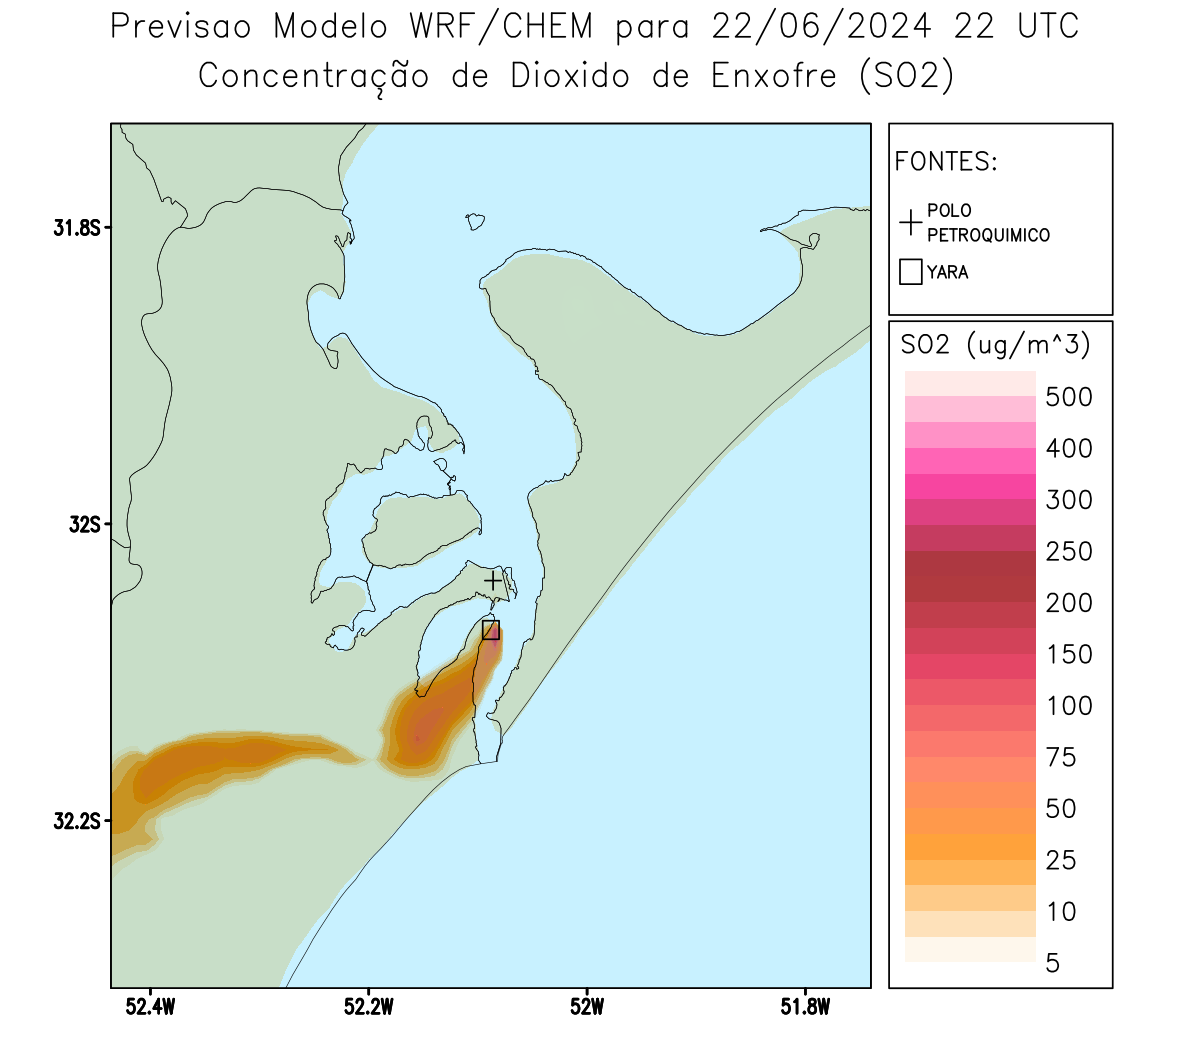 Previsao Modelo WRF/CHEM para 22/06/2024 22 UTC
Concentração de Dioxido de Enxofre (SO2)
FONTES:
POLO
PETROQUIMICO
YARA
SO2 (ug/m^3)
500
400
300
250
200
150
100
75
50
25
10
5
31.8S
32S
32.2S
52.4W
52.2W
52W
51.8W